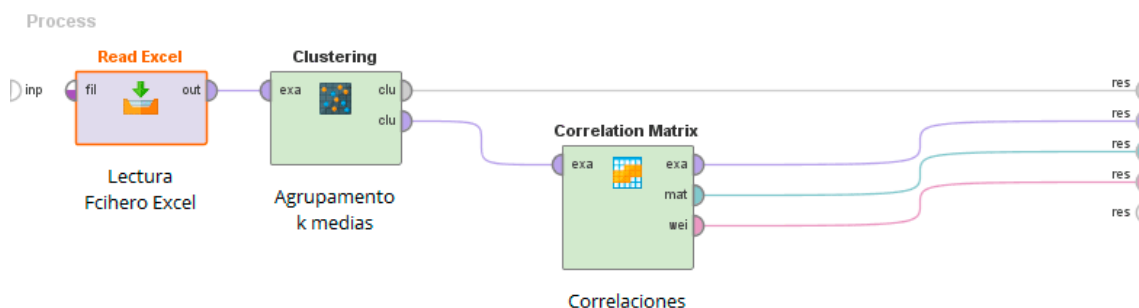 Process
Read Excel
inp
fil
out
Lectura
Fcihero Excel
Clustering
exa
clu
clu
Agrupamento
k medias
Correlation Matrix
exa
exa
mat
wei
Correlaciones
res
res
res
res
res